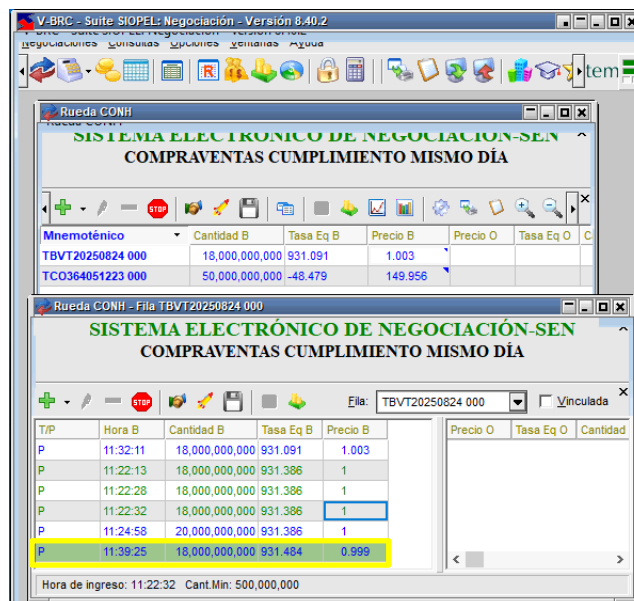 V-BRC - Suite SIOPEL: Negociación - Versión 8.40.2
Negociaciones Consultas Opciones Ventanas Ayuda
tem
Rueda CONH
SISTEMA ELECTRÓNICO DE NEGOCIACIÓN-SEN
COMPRAVENTAS CUMPLIMIENTO MISMO DÍA
STOP
Mnemoténico Cantidad B Tasa Eq B Precio B Precio O Tasa Eq O C
TBVT20250824 000 18,000,000,000 931.091 1.003
TCO364051223 000 50,000,000,000 -48.479 149.956
Rueda CONH - Fila TBVT20250824 000
SISTEMA ELECTRÓNICO DE NEGOCIACIÓN-SEN
COMPRAVENTAS CUMPLIMIENTO MISMO DÍA
STOP Fila: TBVT20250824 000 Vinculada
T/P Hora B Cantidad B Tasa Eq B Precio B Precio O Tasa Eq O Cantidad
P 11:32:11 18,000,000,000 931.091 1.003
P 11:22:13 18,000,000,000 931.386 1
P 11:22:28 18,000,000,000 931.386 1
P 11:22:32 18,000,000,000 931.386 1
P 11:24:58 20,000,000,000 931.386 1
P 11:39:25 18,000,000,000 931.484 0.999
Hora de ingreso: 11:22:32 Cant.Min: 500,000,000